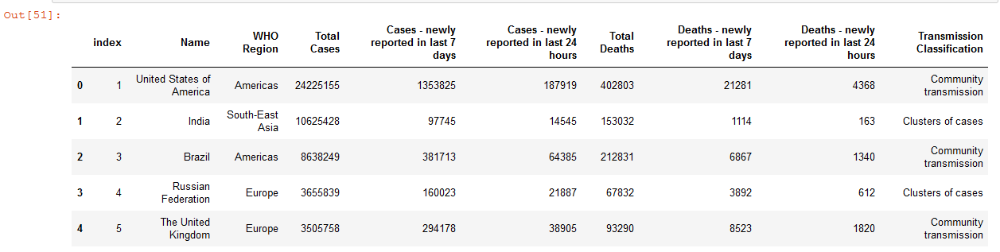 Out[51]:
index Name WHO Region Total Cases Cases - newly reported in last 7 days Cases - newly reported in last 24 hours Total Deaths Deaths - newly reported in last 7 days Deaths - newly reported in last 24 hours Transmission Classification
0 1 United States of America Americas 24225155 1353825 187919 402803 21281 4368 Community transmission
1 2 India South-East Asia 10625428 97745 14545 153032 1114 163 Clusters of cases
2 3 Brazil Americas 8638249 381713 64385 212831 6867 1340 Community transmission
3 4 Russian Federation Europe 3655839 160023 21887 67832 3892 612 Clusters of cases
4 5 The United Kingdom Europe 3505758 294178 38905 93290 8523 1820 Community transmission